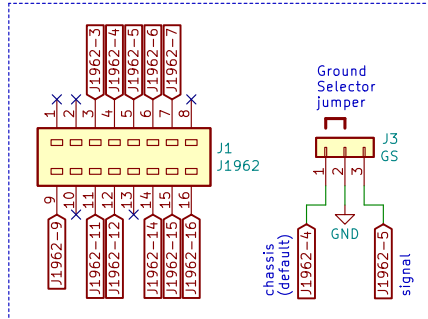 J1962-3
J1962-4
J1962-5
J1962-6
J1962-7
1 2 3 4 5 6 7 8
J1
J1962
9 10 11 12 13 14 15 16
J1962-9
J1962-11
J1962-12
J1962-14
J1962-15
J1962-16
Ground
Selector
jumper
J3
GS
1 2 3
GND
chassis
(default)
J1962-4
J1962-5
signal